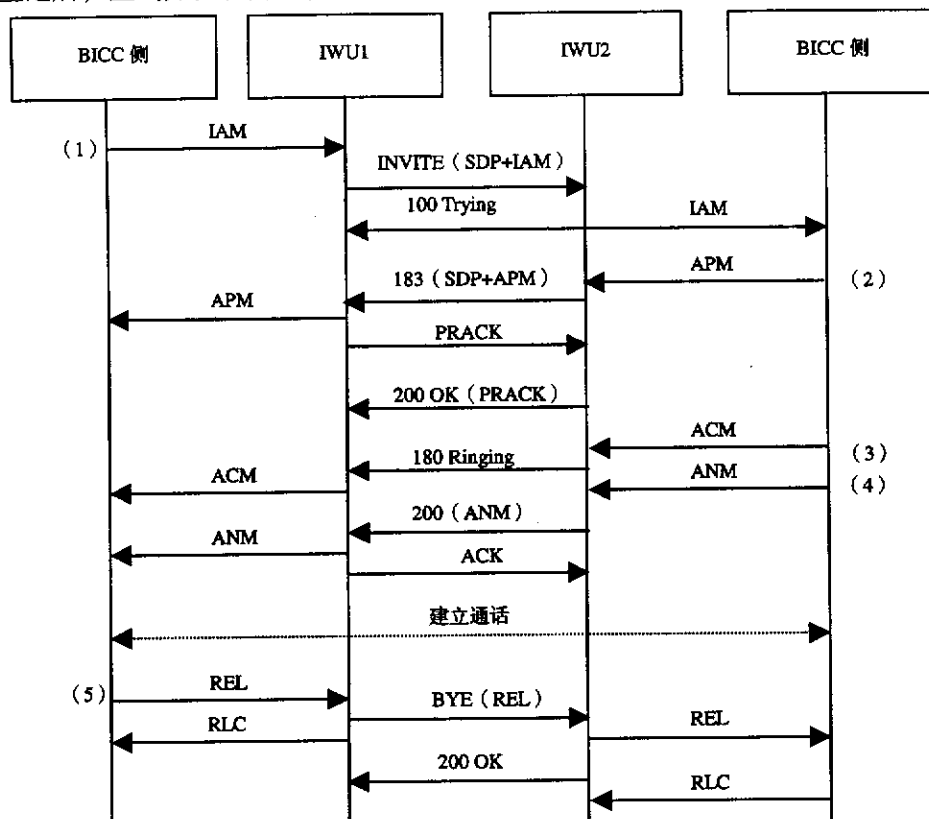 BICC 侧
IWU1
IWU2
BICC 侧
(1)
IAM
INVITE(SDP+IAM)
100 Trying
IAM
APM
(2)
183(SDP+APM)
APM
PRACK
200 OK(PRACK)
ACM
(3)
180 Ringing
ACM
ANM
(4)
200(ANM)
ANM
ACK
建立通话
(5)
REL
BYE(REL)
RLC
REL
200 OK
RLC